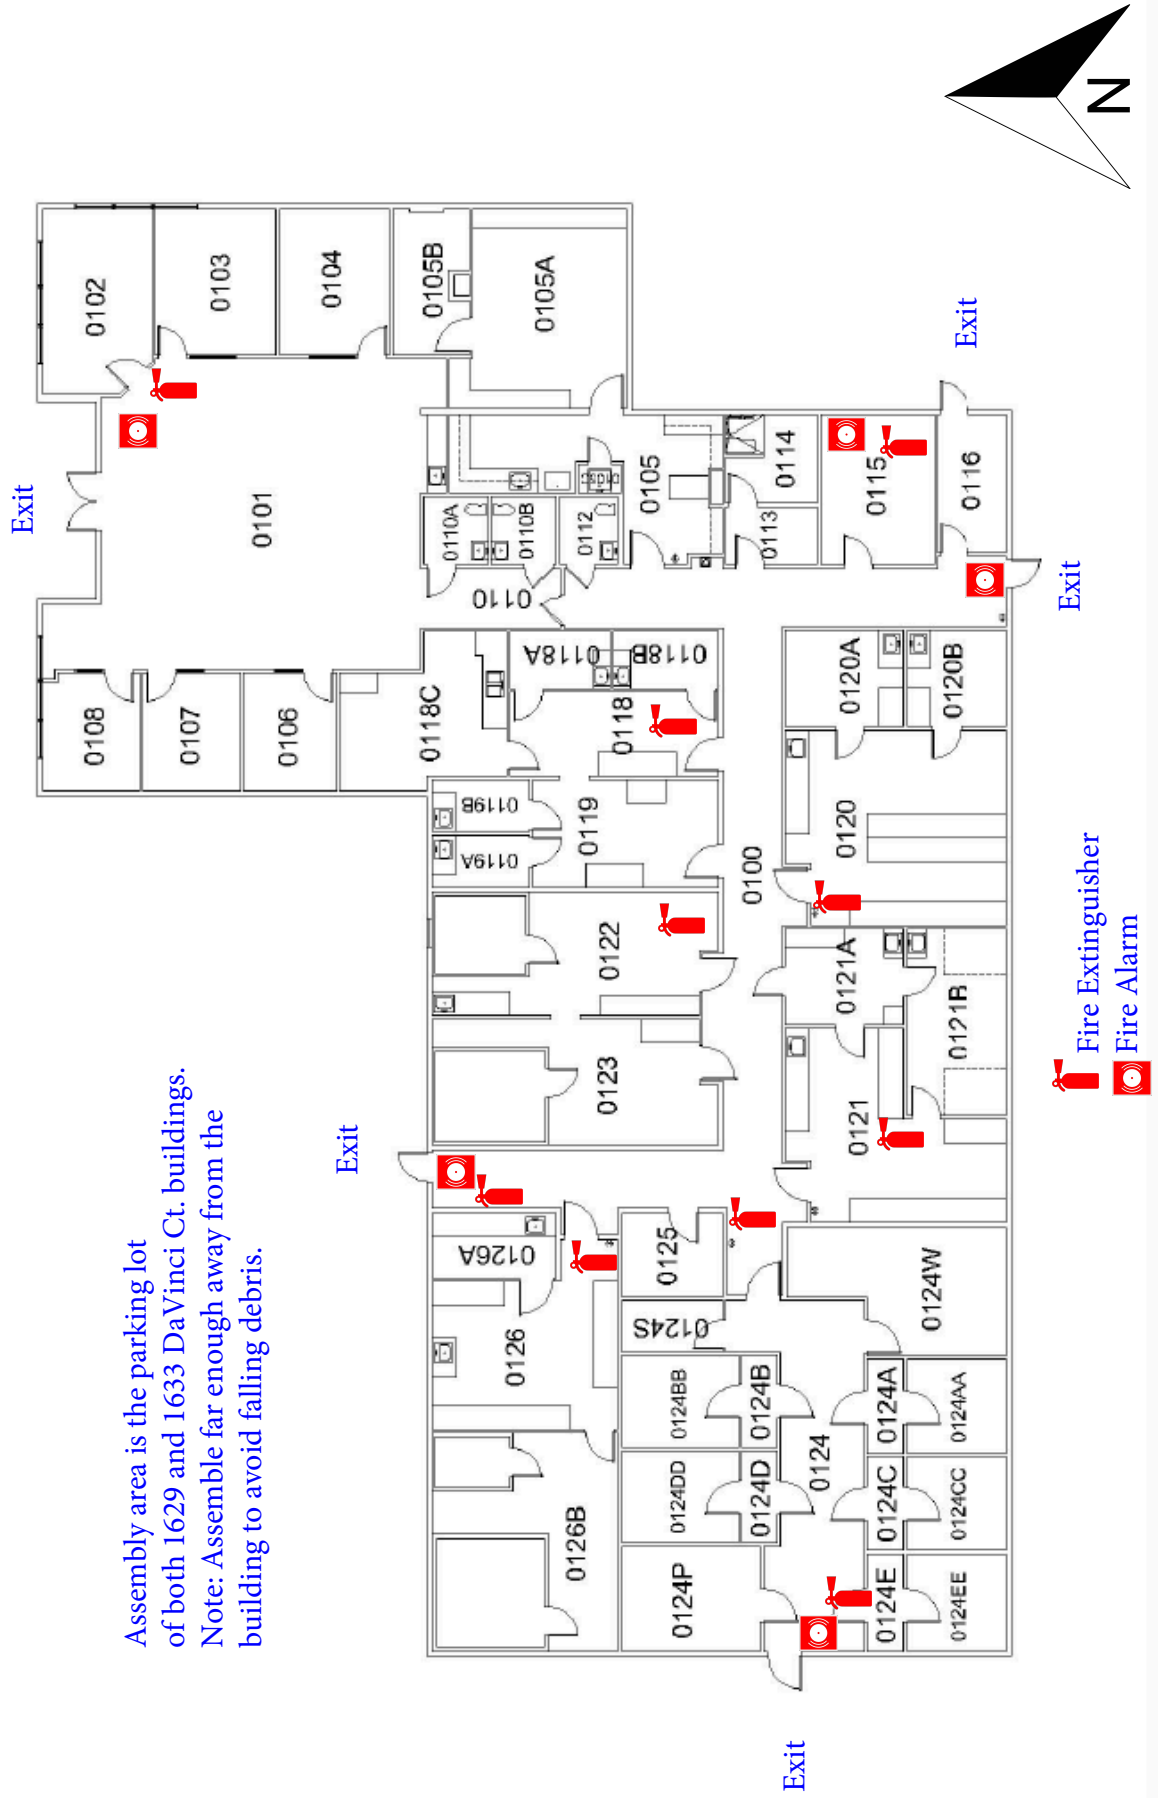 Assembly area is the parking lot
of both 1629 and 1633 DaVinci Ct. buildings.
Note: Assemble far enough away from the
building to avoid falling debris.
Exit
Exit
Exit
Exit
Exit
Exit
N
0108
0107
0106
0101
0102
0103
0104
0105B
0105A
0118C
0110A
0110B
0110
0112
0105
0119B
0119A
0119
0118A
0118B
0118
0126A
0126
0126B
0123
0122
0113
0114
0115
0116
0125
0124S
0124BB
0124DD
0124P
0124B
0124D
0100
0124
0124W
0124A
0124C
0124E
0124AA
0124CC
0124EE
0121
0121A
0121R
0120
0120A
0120B
Fire Extinguisher
Fire Alarm